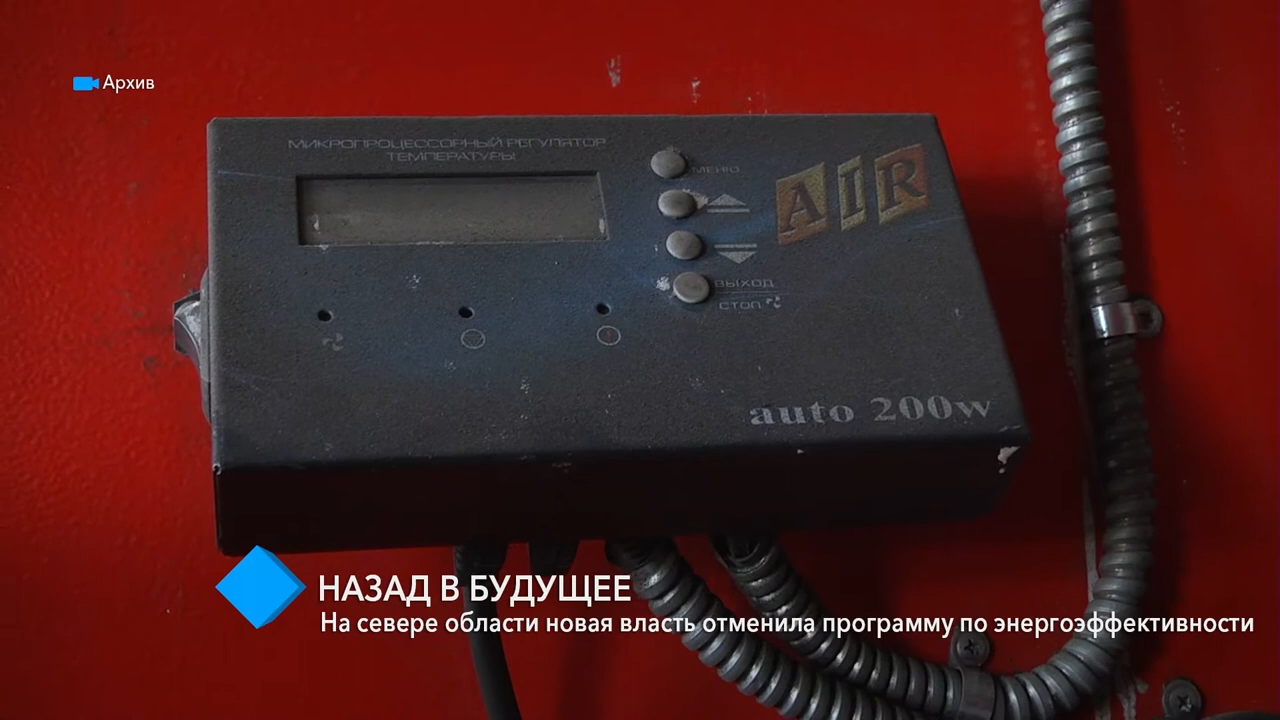 Архив
МИКРОПРОЦЕССОРНЫЙ РЕГУЛЯТОР
ТЕМПЕРАТУРЫ
МЕНЮ
AIR
ВЫХОД
СТОП
auto 200w
НАЗАД В БУДУЩЕЕ
На севере области новая власть отменила программу по энергоэффективности